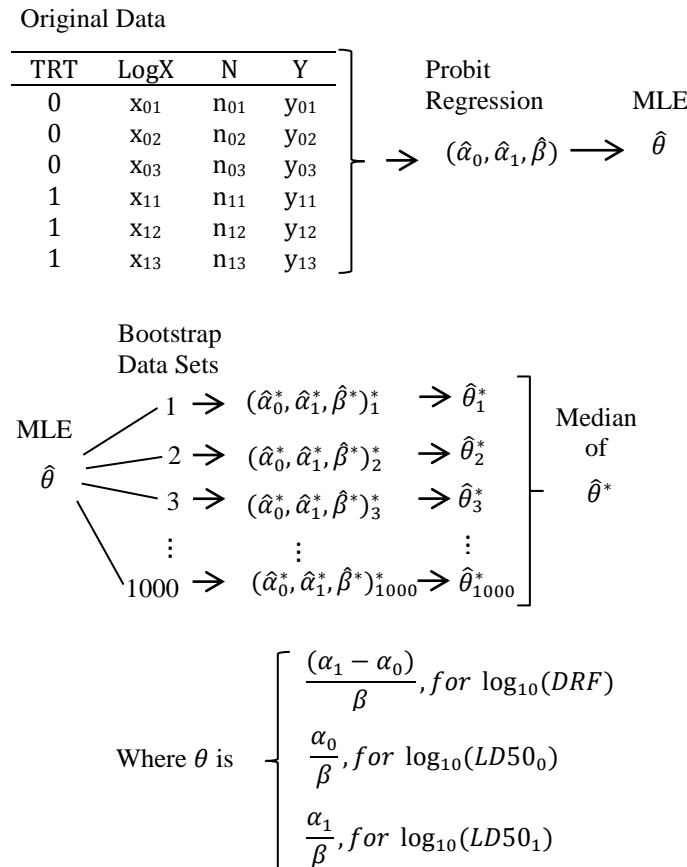 Original Data
TRT LogX N Y
0 x₀₁ n₀₁ y₀₁
0 x₀₂ n₀₂ y₀₂
0 x₀₃ n₀₃ y₀₃
1 x₁₁ n₁₁ y₁₁
1 x₁₂ n₁₂ y₁₂
1 x₁₃ n₁₃ y₁₃
Probit
Regression
(α̂₀, α̂₁, β̂)
MLE
θ̂
Bootstrap
Data Sets
MLE
θ̂
1 → (α̂₀*, α̂₁*, β̂*)₁* → θ̂₁*
2 → (α̂₀*, α̂₁*, β̂*)₂* → θ̂₂*
3 → (α̂₀*, α̂₁*, β̂*)₃* → θ̂₃*
⋮ ⋮ ⋮
1000 → (α̂₀*, α̂₁*, β̂*)₁₀₀₀* → θ̂₁₀₀₀*
Median
of
θ̂*
Where θ is
(α₁ − α₀)/β, for log₁₀(DRF)
α₀/β, for log₁₀(LD50₀)
α₁/β, for log₁₀(LD50₁)